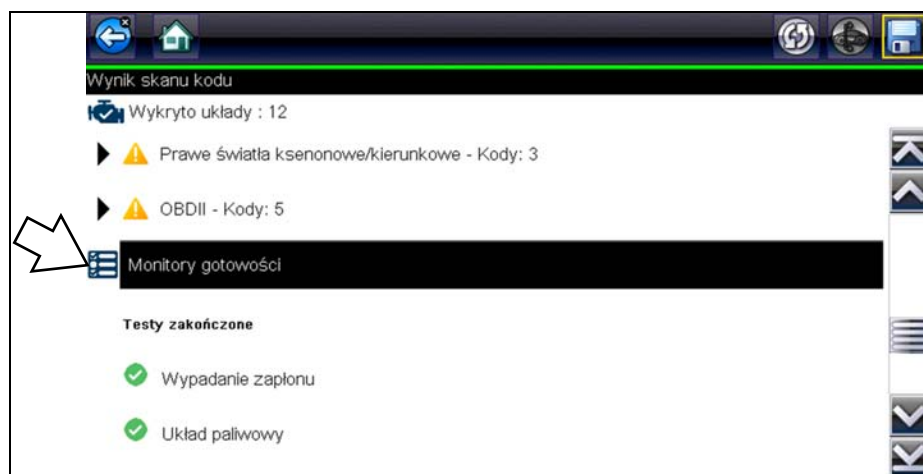 Wynik skanu kodu
Wykryto układy : 12
Prawe światła ksenonowe/kierunkowe - Kody: 3
OBDII - Kody: 5
Monitory gotowości
Testy zakończone
Wypadanie zapłonu
Układ paliwowy